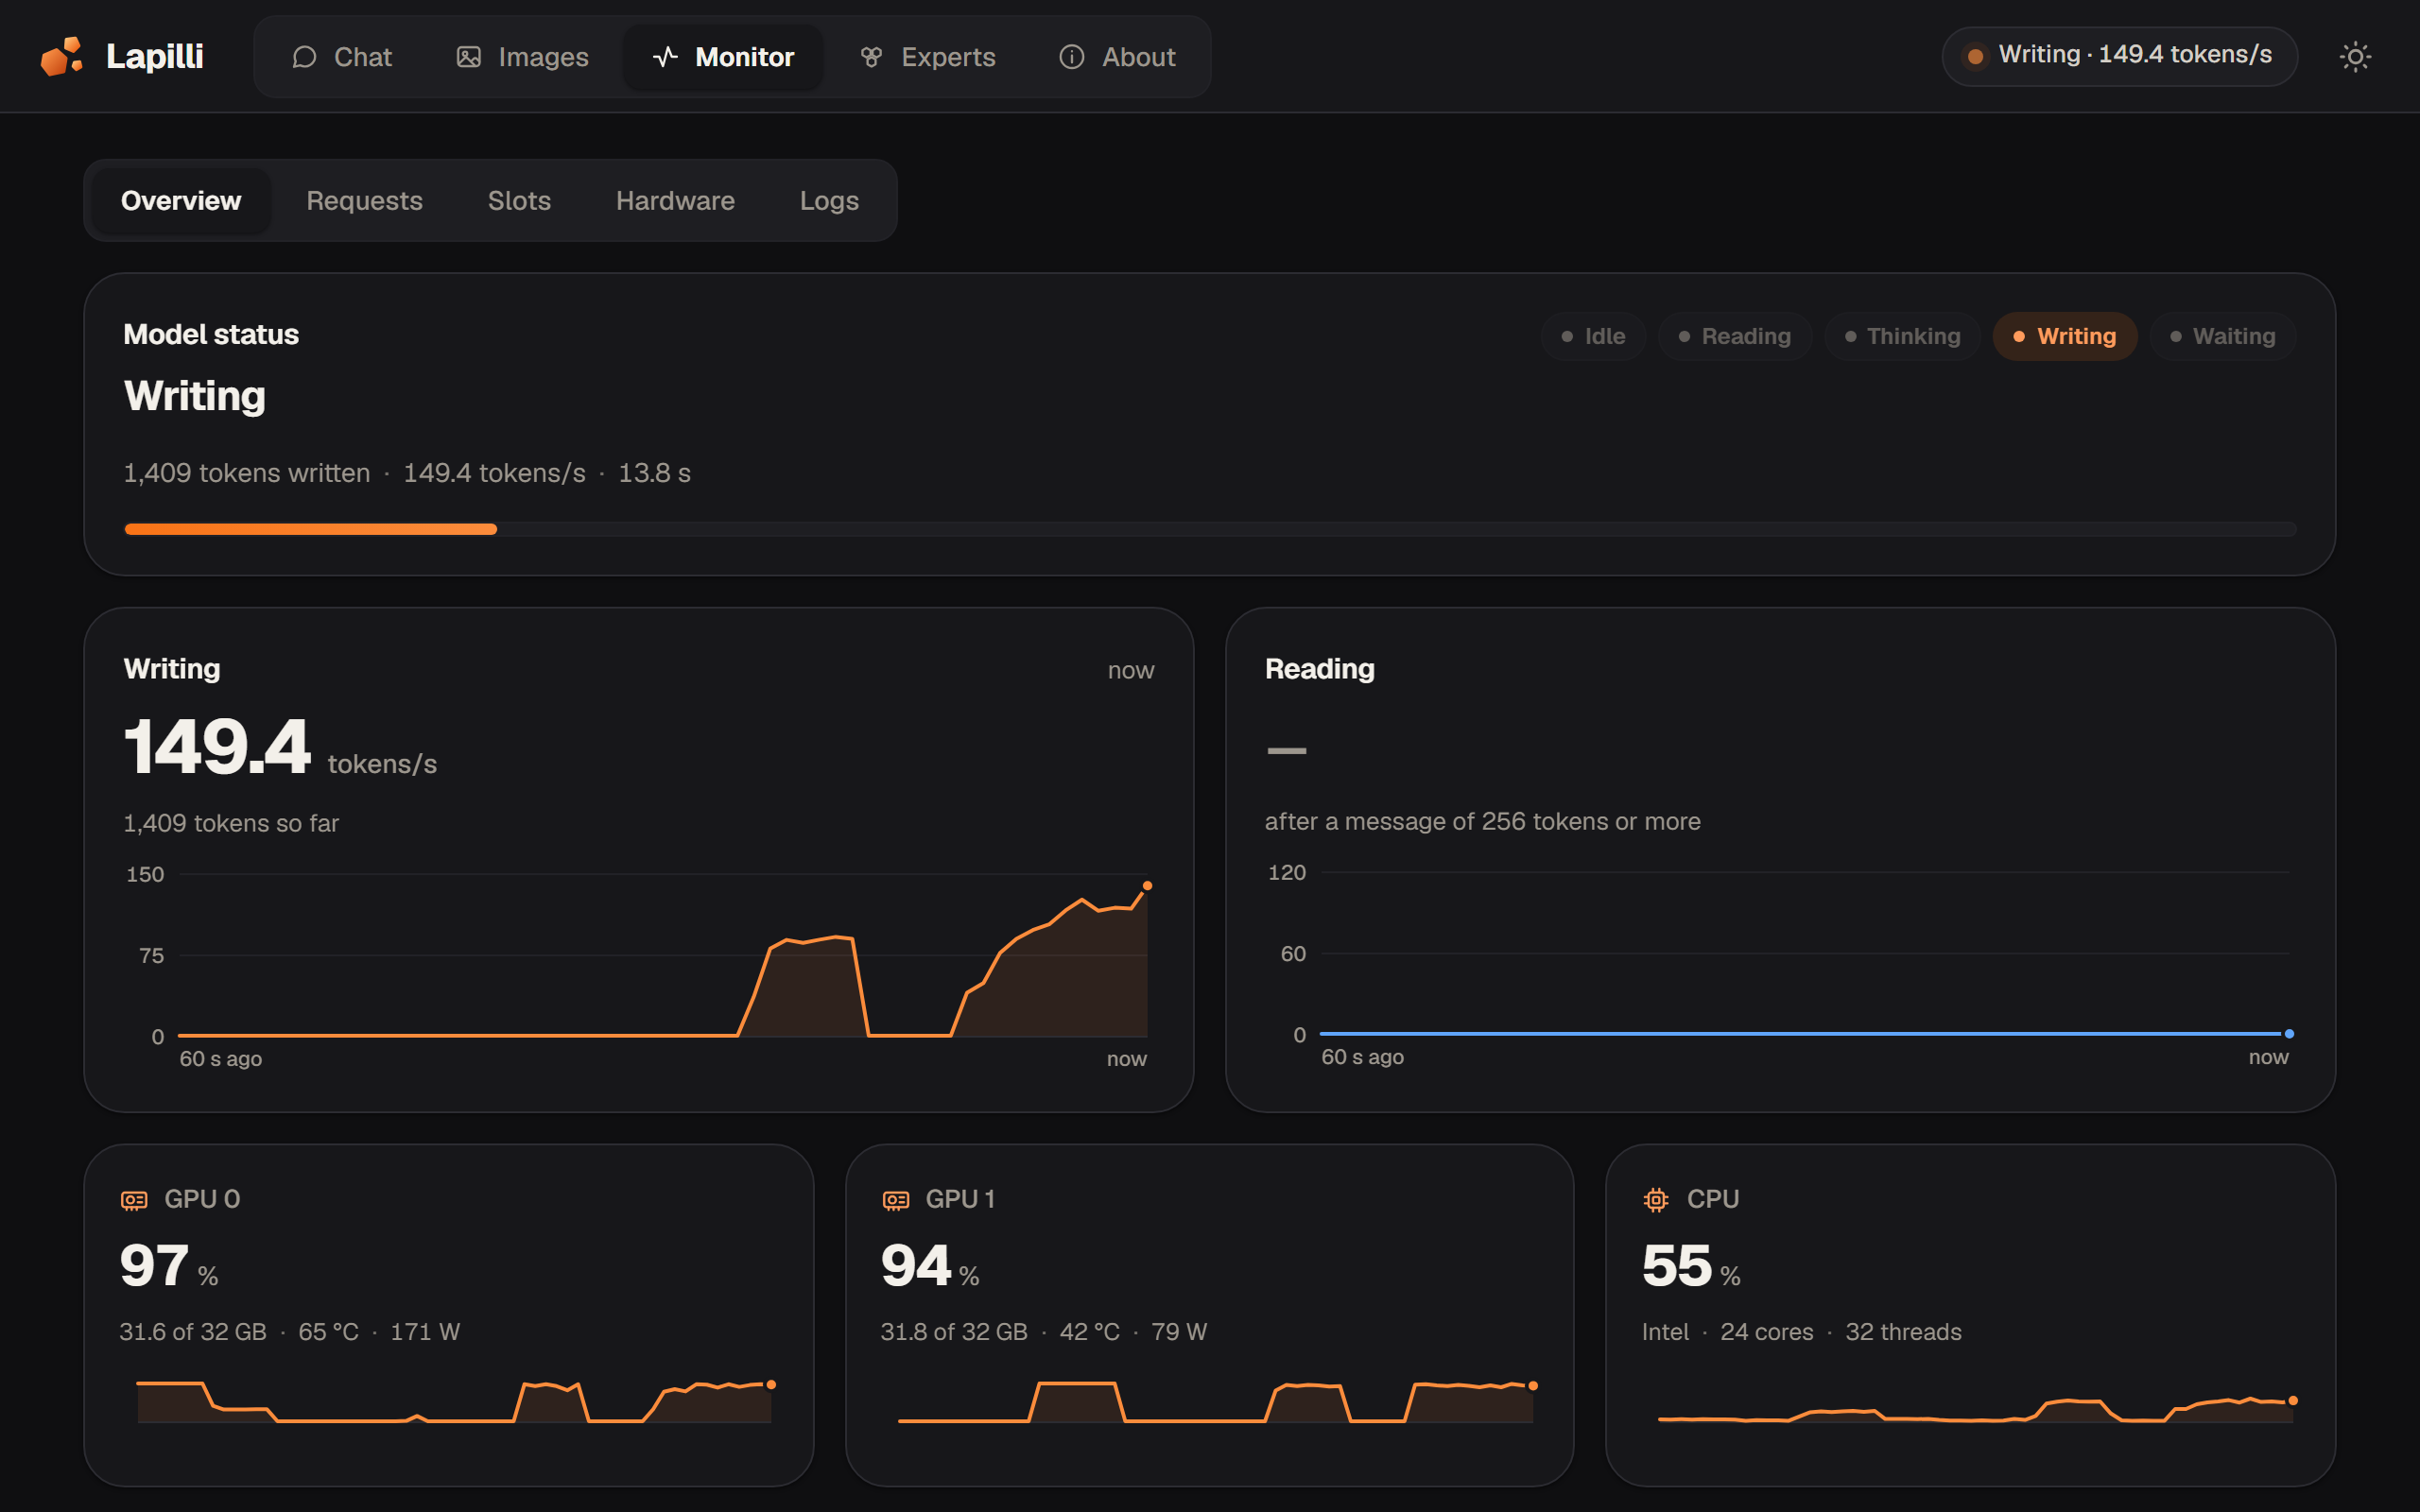 Lapilli
Chat
Images
Monitor
Experts
About
Writing · 149.4 tokens/s
Overview
Requests
Slots
Hardware
Logs
Model status
Idle
Reading
Thinking
Writing
Waiting
Writing
1,409 tokens written · 149.4 tokens/s · 13.8 s
Writing
now
149.4 tokens/s
1,409 tokens so far
150
75
0
60 s ago
now
Reading
—
after a message of 256 tokens or more
120
60
0
60 s ago
now
GPU 0
97 %
31.6 of 32 GB · 65 °C · 171 W
GPU 1
94 %
31.8 of 32 GB · 42 °C · 79 W
CPU
55 %
Intel · 24 cores · 32 threads